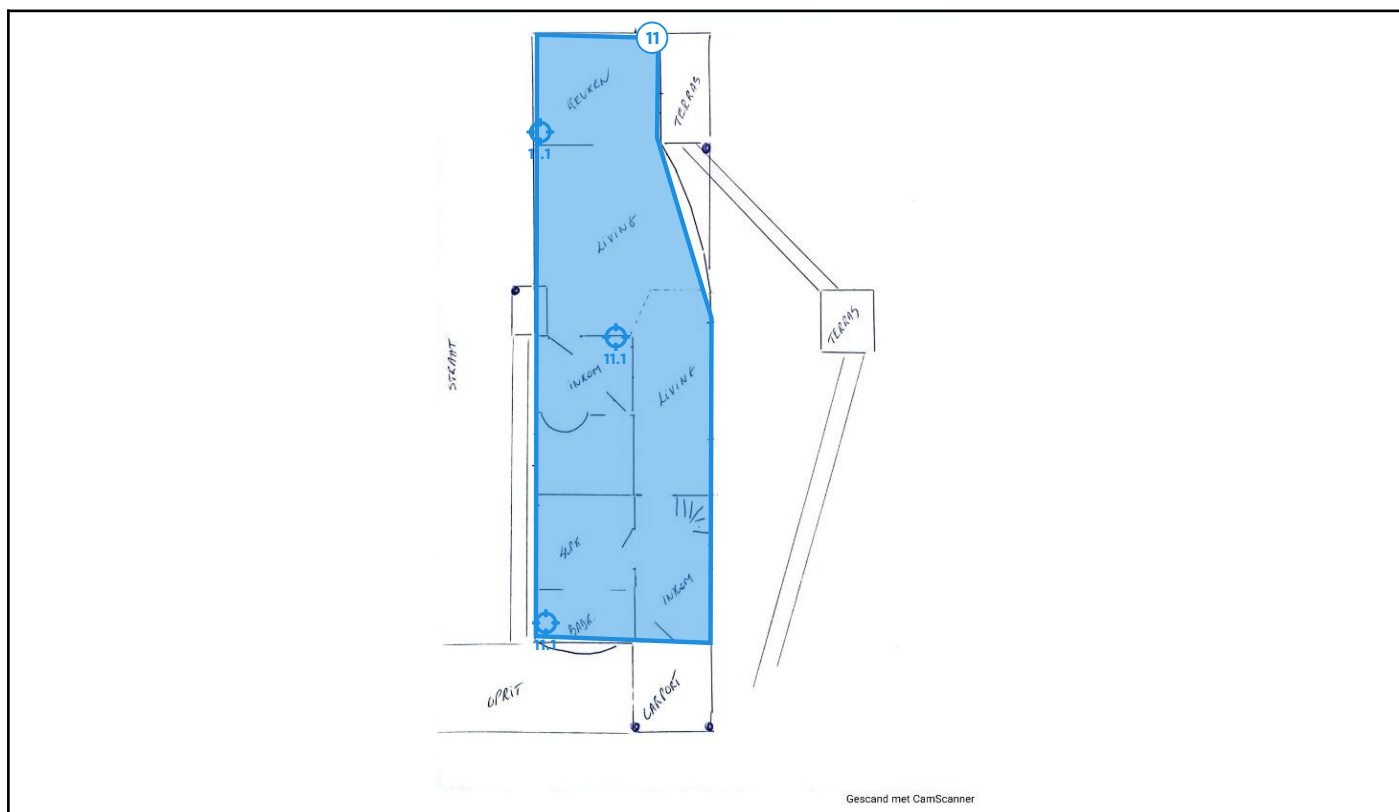 11
KEUKEN
TERRAS
11.1
LIVING
TERRAS
STRAAT
11.1
INKOM
LIVING
SLPK
INKOM
BADK.
11.1
OPRIT
CARPORT
Gescand met CamScanner